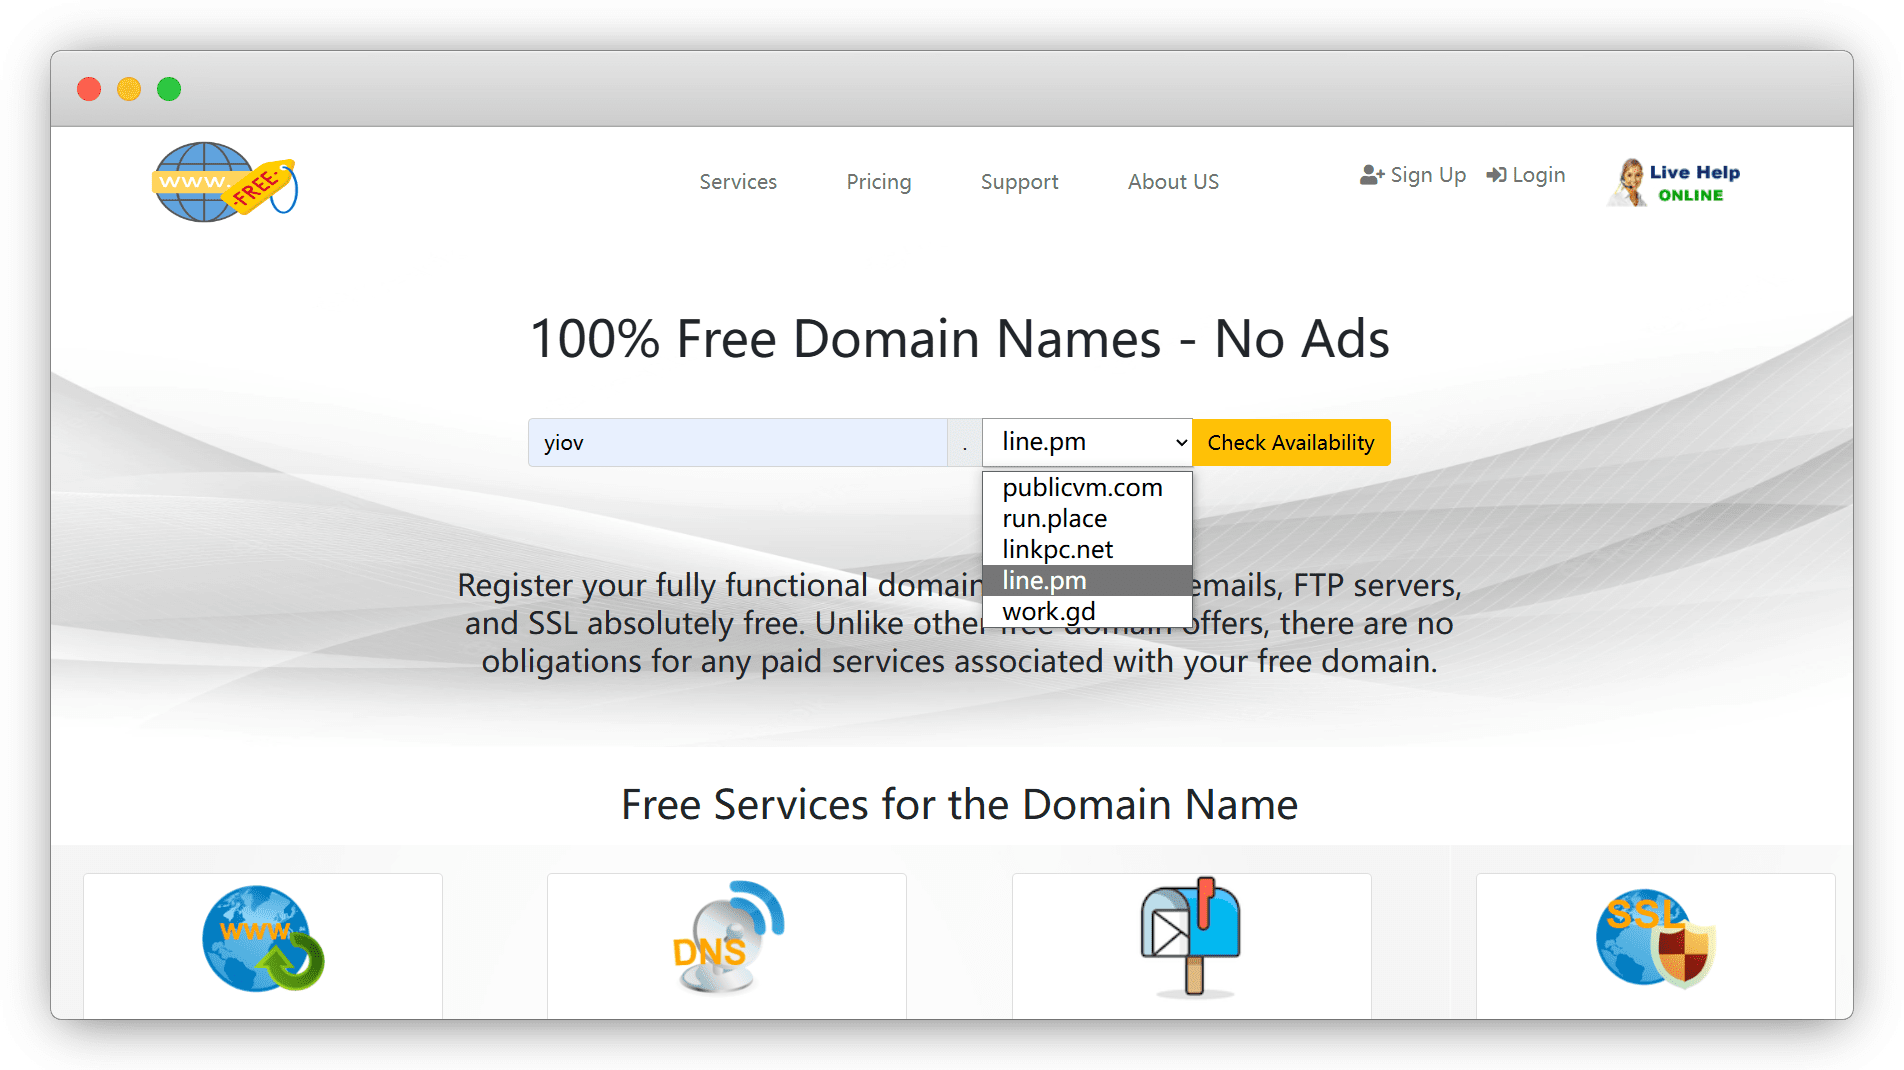 www.
-FREE-
Services
Pricing
Support
About US
Sign Up
Login
Live Help
ONLINE
100% Free Domain Names - No Ads
yiov
.
line.pm
Check Availability
publicvm.com
run.place
linkpc.net
line.pm
work.gd
Register your fully functional domain emails, FTP servers,
and SSL absolutely free. Unlike other free domain offers, there are no
obligations for any paid services associated with your free domain.
Free Services for the Domain Name
WWW
DNS
SSL